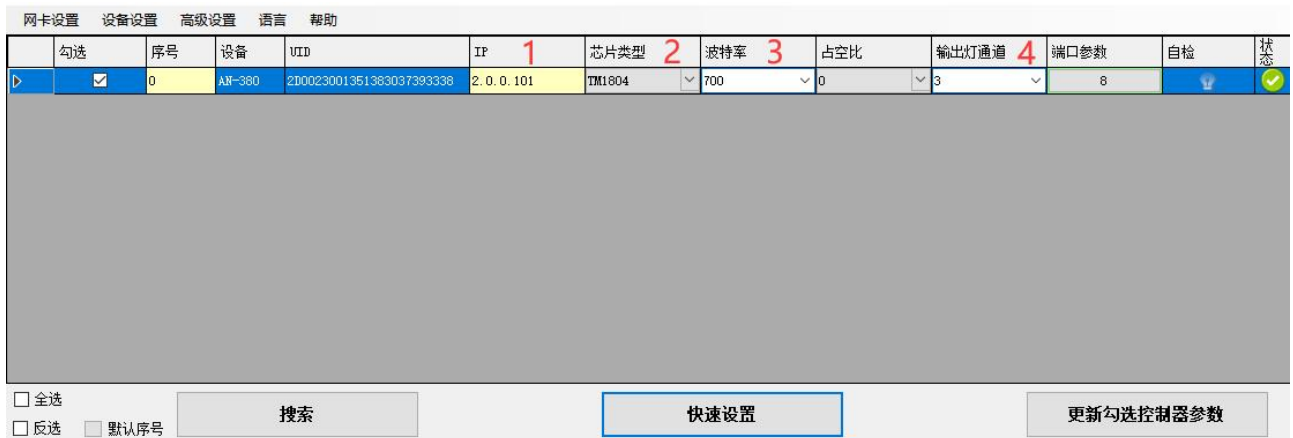 网卡设置 设备设置 高级设置 语言 帮助
勾选 序号 设备 UID IP 1 芯片类型 2 波特率 3 占空比 输出灯通道 4 端口参数 自检 状态
0 AN-380 2D0023001351383037393338 2.0.0.101 TM1804 700 0 3 8
全选
反选 默认序号
搜索 快速设置 更新勾选控制器参数